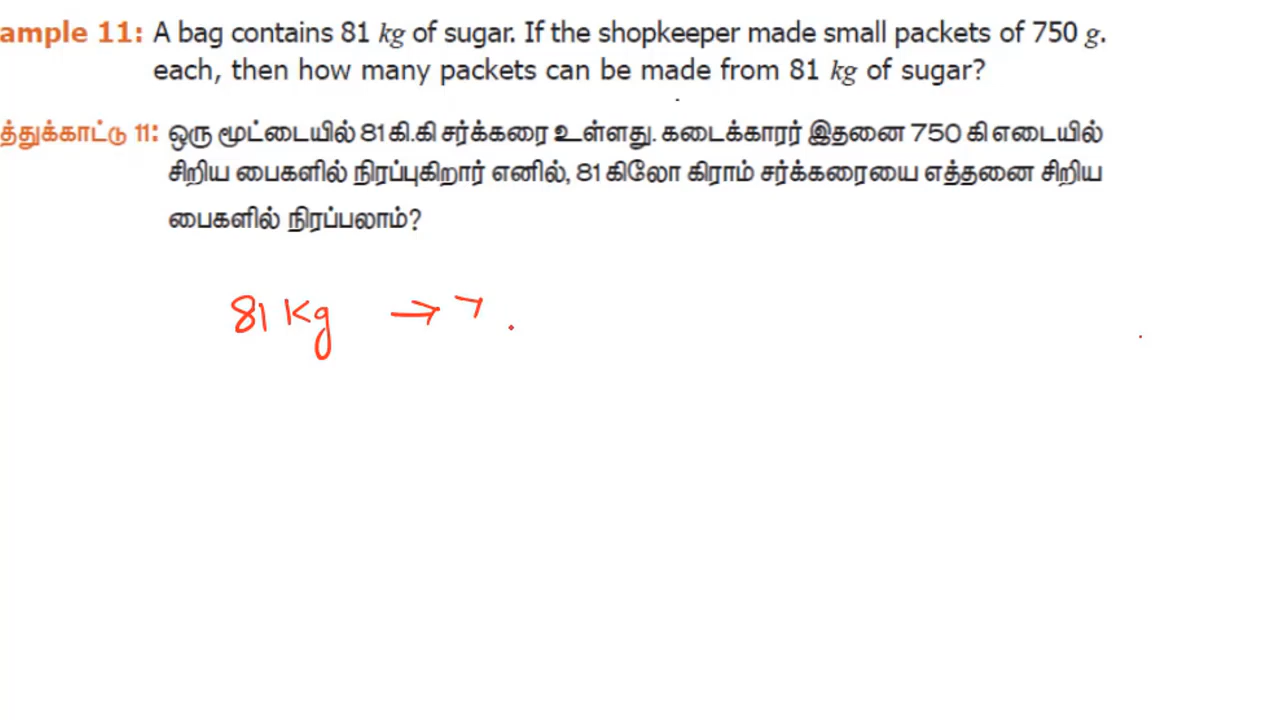 ample 11: A bag contains 81 kg of sugar. If the shopkeeper made small packets of 750 g.
each, then how many packets can be made from 81 kg of sugar?
த்துக்காட்டு 11: ஒரு மூட்டையில் 81 கி.கி சர்க்கரை உள்ளது. கடைக்காரர் இதனை 750 கி எடையில்
சிறிய பைகளில் நிரப்புகிறார் எனில், 81 கிலோ கிராம் சர்க்கரையை எத்தனை சிறிய
பைகளில் நிரப்பலாம்?
81 Kg → 7